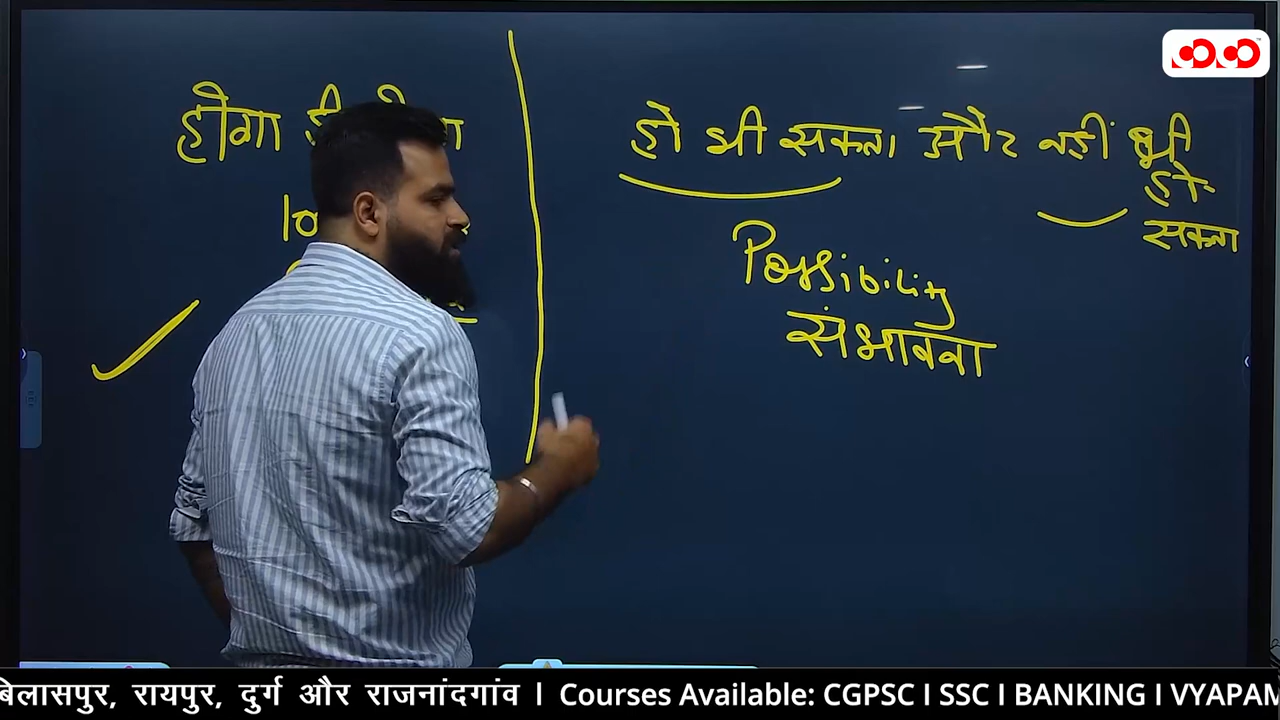 होगा
10
हो भी सकता और नहीं भी
हो
सकता
Possibility
संभावना
बिलासपुर, रायपुर, दुर्ग और राजनांदगांव । Courses Available: CGPSC I SSC I BANKING I VYAPAM